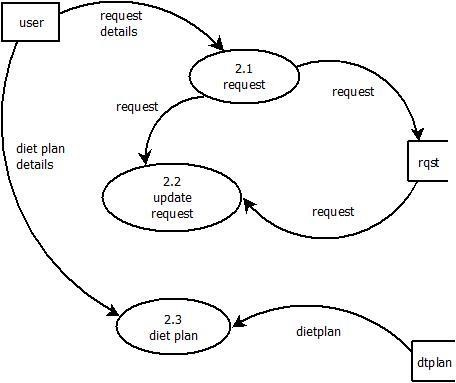 user
request
details
2.1
request
request
request
diet plan
details
2.2
update
request
rqst
request
2.3
diet plan
dietplan
dtplan